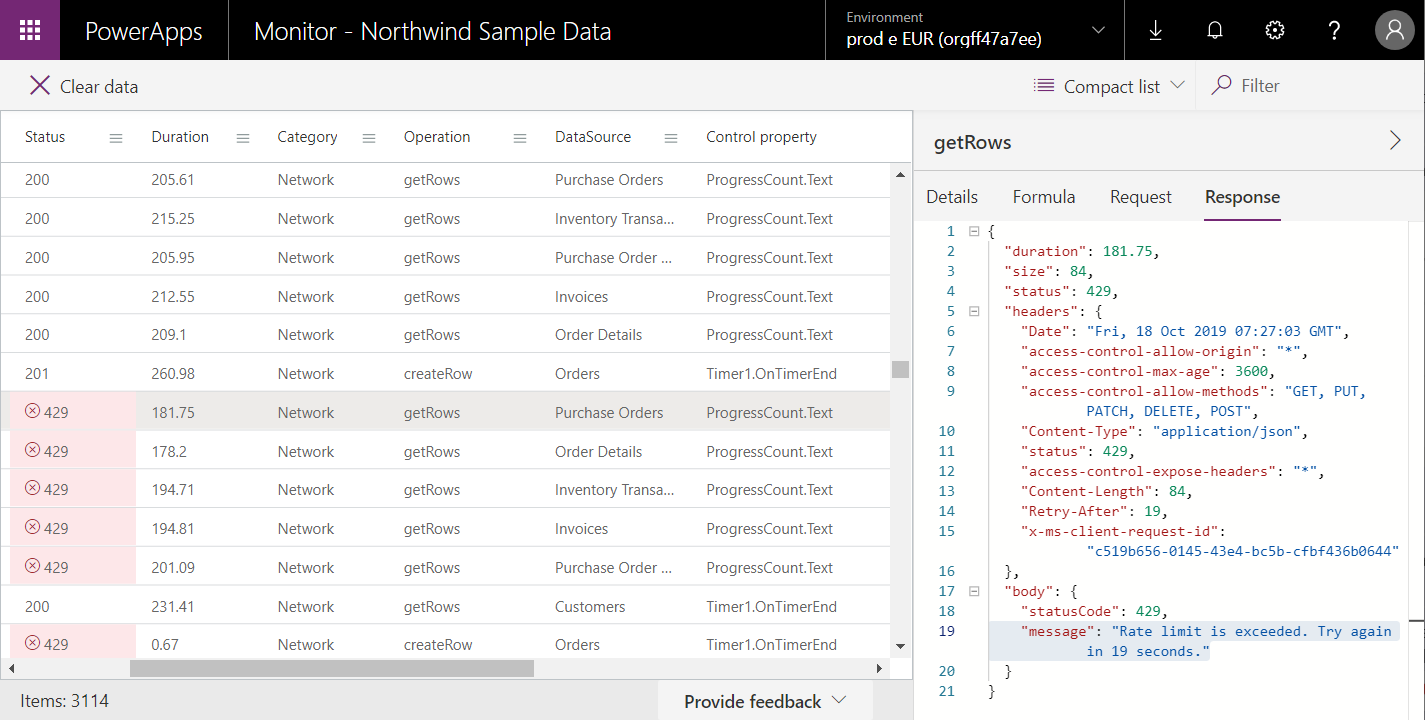 PowerApps
Monitor - Northwind Sample Data
Environment
prod e EUR (orgff47a7ee)
?
Clear data
Compact list
Filter
Status Duration Category Operation DataSource Control property
200 205.61 Network getRows Purchase Orders ProgressCount.Text
200 215.25 Network getRows Inventory Transa... ProgressCount.Text
200 205.95 Network getRows Purchase Order ... ProgressCount.Text
200 212.55 Network getRows Invoices ProgressCount.Text
200 209.1 Network getRows Order Details ProgressCount.Text
201 260.98 Network createRow Orders Timer1.OnTimerEnd
429 181.75 Network getRows Purchase Orders ProgressCount.Text
429 178.2 Network getRows Order Details ProgressCount.Text
429 194.71 Network getRows Inventory Transa... ProgressCount.Text
429 194.81 Network getRows Invoices ProgressCount.Text
429 201.09 Network getRows Purchase Order ... ProgressCount.Text
200 231.41 Network getRows Customers Timer1.OnTimerEnd
429 0.67 Network createRow Orders Timer1.OnTimerEnd
Items: 3114
Provide feedback
getRows
Details Formula Request Response
1 {
2 "duration": 181.75,
3 "size": 84,
4 "status": 429,
5 "headers": {
6 "Date": "Fri, 18 Oct 2019 07:27:03 GMT",
7 "access-control-allow-origin": "*",
8 "access-control-max-age": 3600,
9 "access-control-allow-methods": "GET, PUT,
PATCH, DELETE, POST",
10 "Content-Type": "application/json",
11 "status": 429,
12 "access-control-expose-headers": "*",
13 "Content-Length": 84,
14 "Retry-After": 19,
15 "x-ms-client-request-id":
"c519b656-0145-43e4-bc5b-cfbf436b0644"
16 },
17 "body": {
18 "statusCode": 429,
19 "message": "Rate limit is exceeded. Try again
in 19 seconds."
20 }
21 }